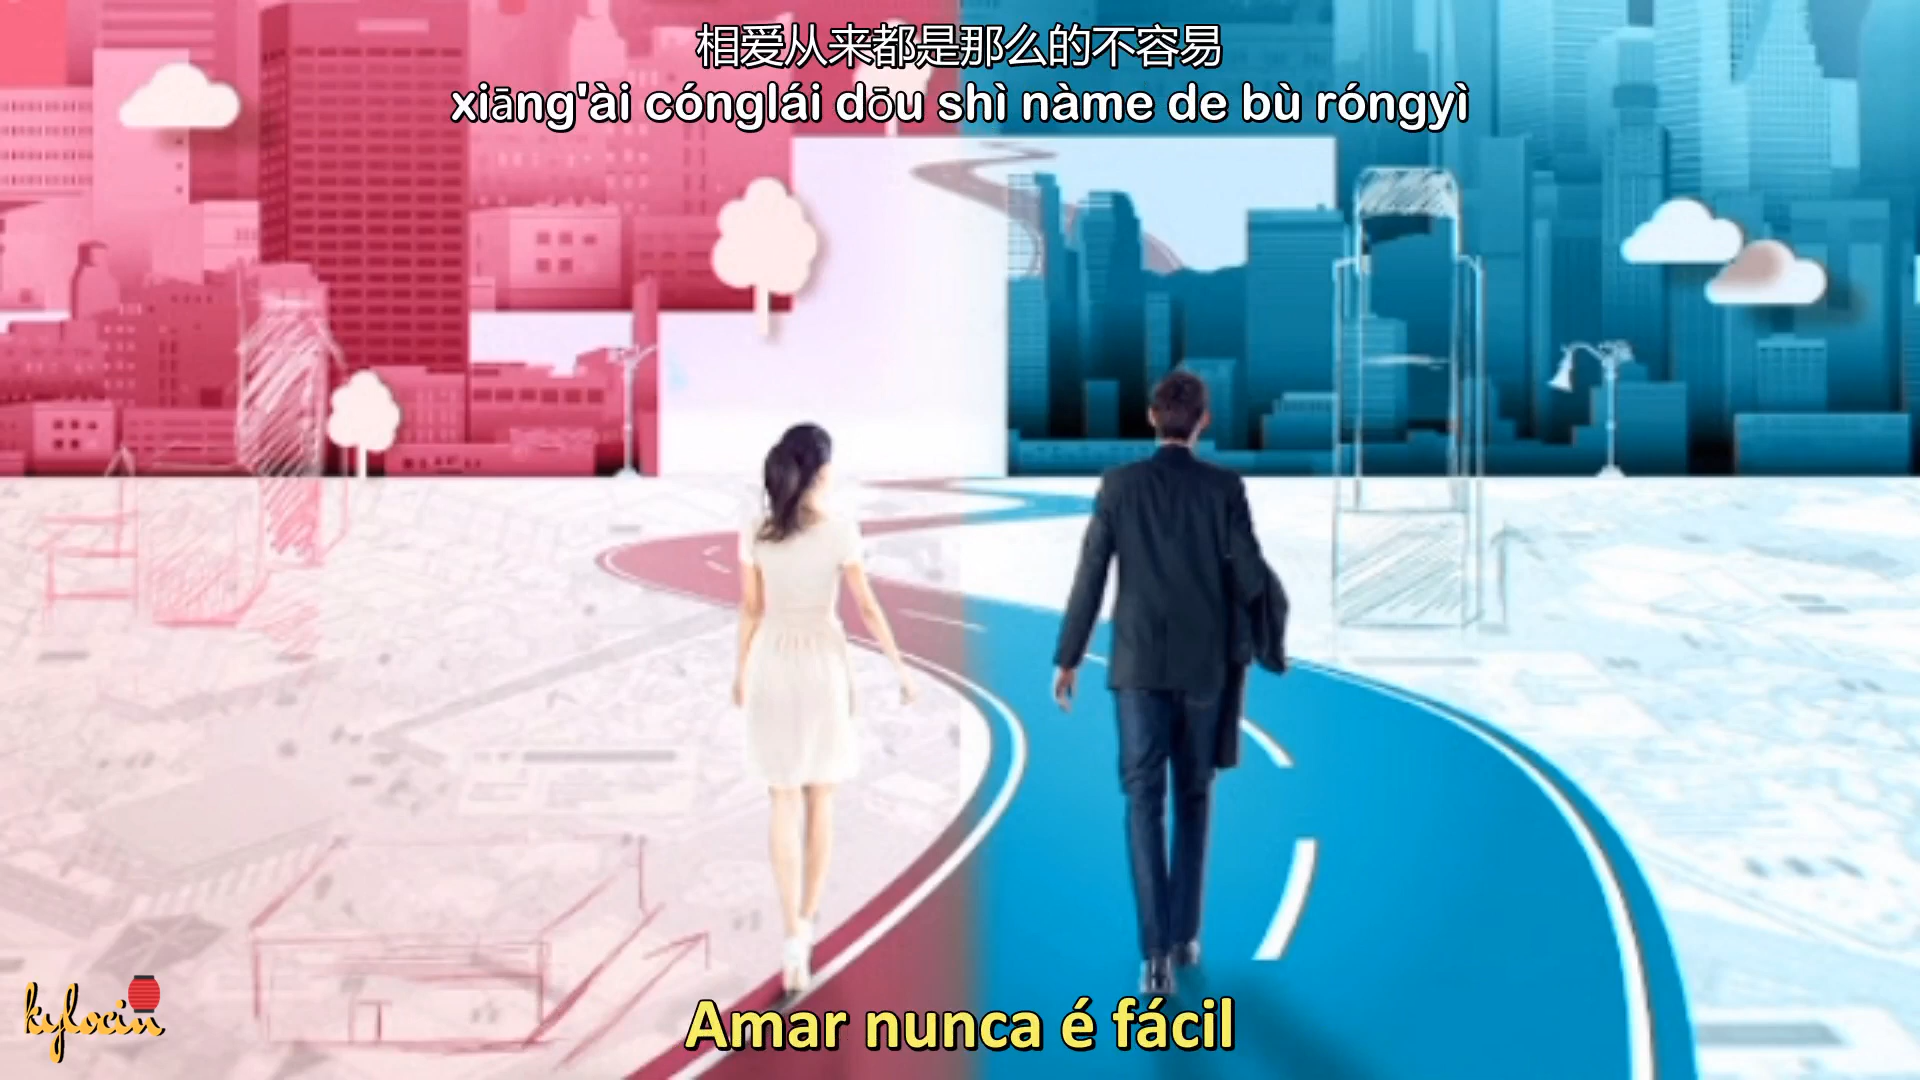 相爱从来都是那么的不容易
xiāng'ài cónglái dōu shì nàme de bù róngyì
kylocin
Amar nunca é fácil